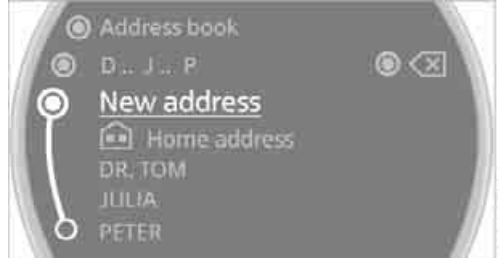 Address book
D .. J .. P
New address
Home address
DR. TOM
JULIA
PETER